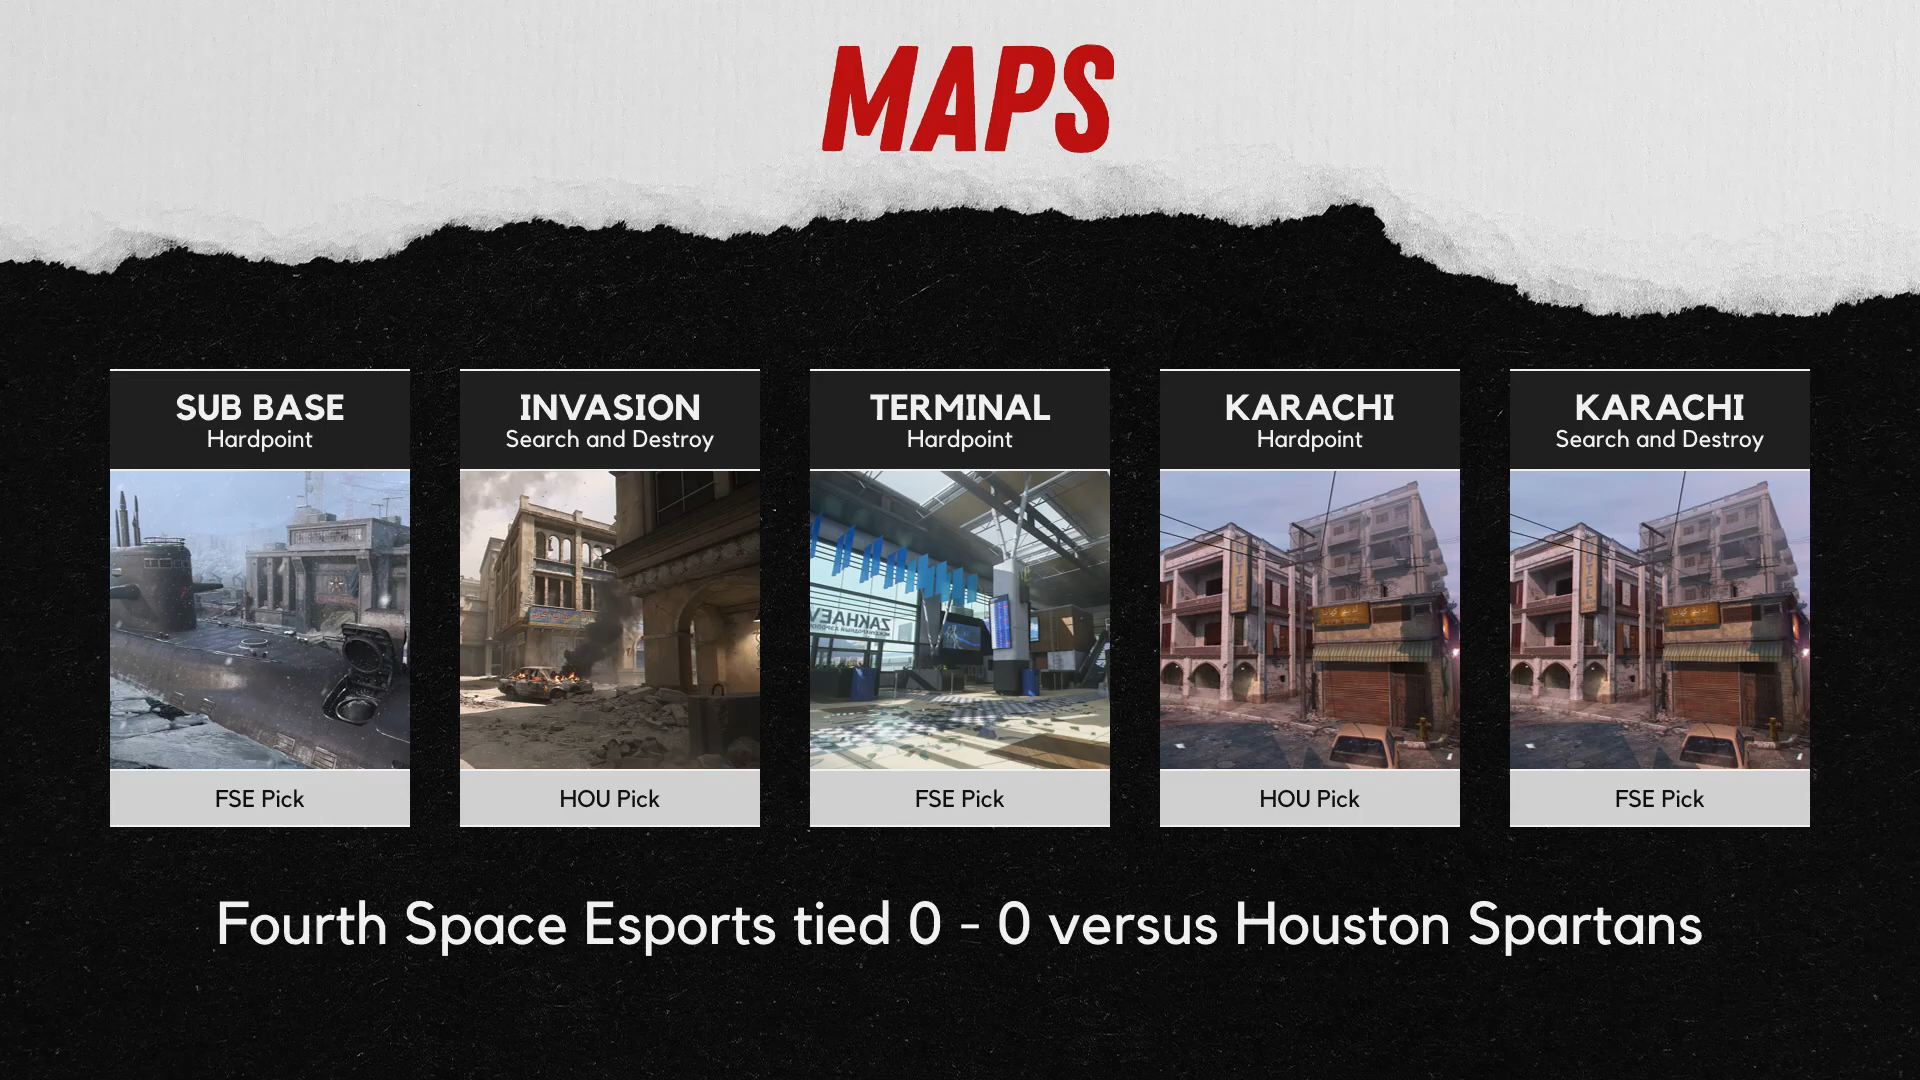 MAPS
SUB BASE
Hardpoint
FSE Pick
INVASION
Search and Destroy
HOU Pick
TERMINAL
Hardpoint
FSE Pick
KARACHI
Hardpoint
HOU Pick
KARACHI
Search and Destroy
FSE Pick
Fourth Space Esports tied 0 - 0 versus Houston Spartans